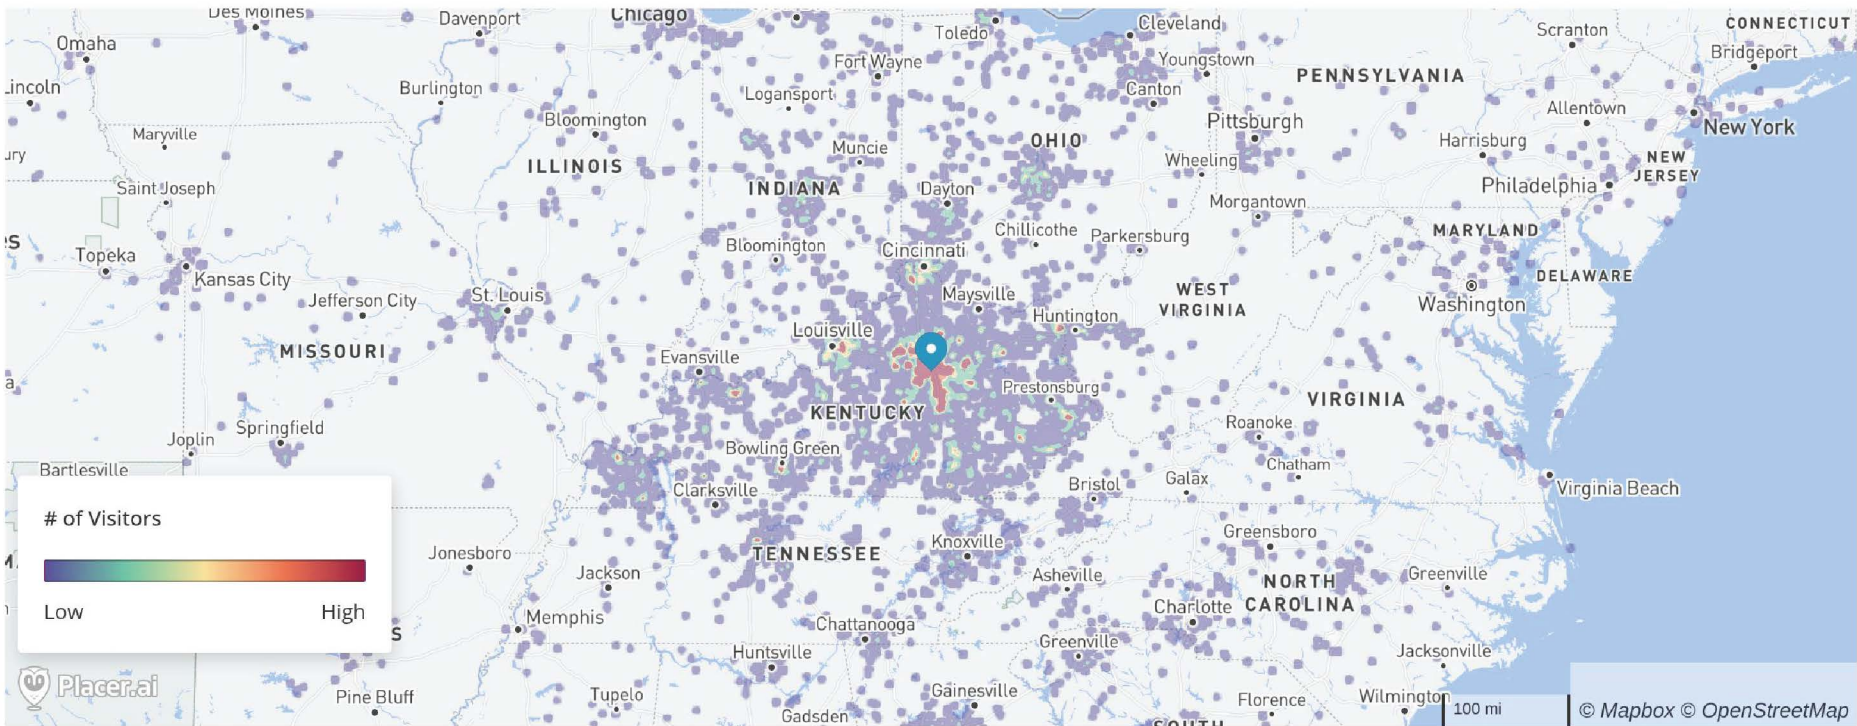 Des Moines
Davenport
Chicago
Toledo
Cleveland
Scranton
CONNECTICUT
Omaha
Fort Wayne
Youngstown
Bridgeport
PENNSYLVANIA
Lincoln
Burlington
Logansport
Canton
Allentown
Bloomington
Pittsburgh
New York
Maryville
Muncie
OHIO
Harrisburg
ury
ILLINOIS
Wheeling
NEW
JERSEY
Saint Joseph
INDIANA
Dayton
Philadelphia
Morgantown
es
Topeka
Bloomington
Cincinnati
Chillicothe
Parkersburg
MARYLAND
Kansas City
DELAWARE
Jefferson City
St. Louis
Maysville
WEST
VIRGINIA
Washington
Louisville
Huntington
MISSOURI
Evansville
a
Prestonsburg
KENTUCKY
VIRGINIA
Springfield
Joplin
Roanoke
Bowling Green
Bartlesville
Chatham
Clarksville
Bristol
Galax
Virginia Beach
# of Visitors
Low
High
Jonesboro
TENNESSEE
Knoxville
Greensboro
Jackson
Asheville
NORTH
CAROLINA
Greenville
Memphis
Charlotte
S
Chattanooga
Huntsville
Greenville
Jacksonville
Placer.ai
Pine Bluff
Tupelo
Gainesville
Florence
Wilmington
Gadsden
SOUTH
100 mi
© Mapbox © OpenStreetMap